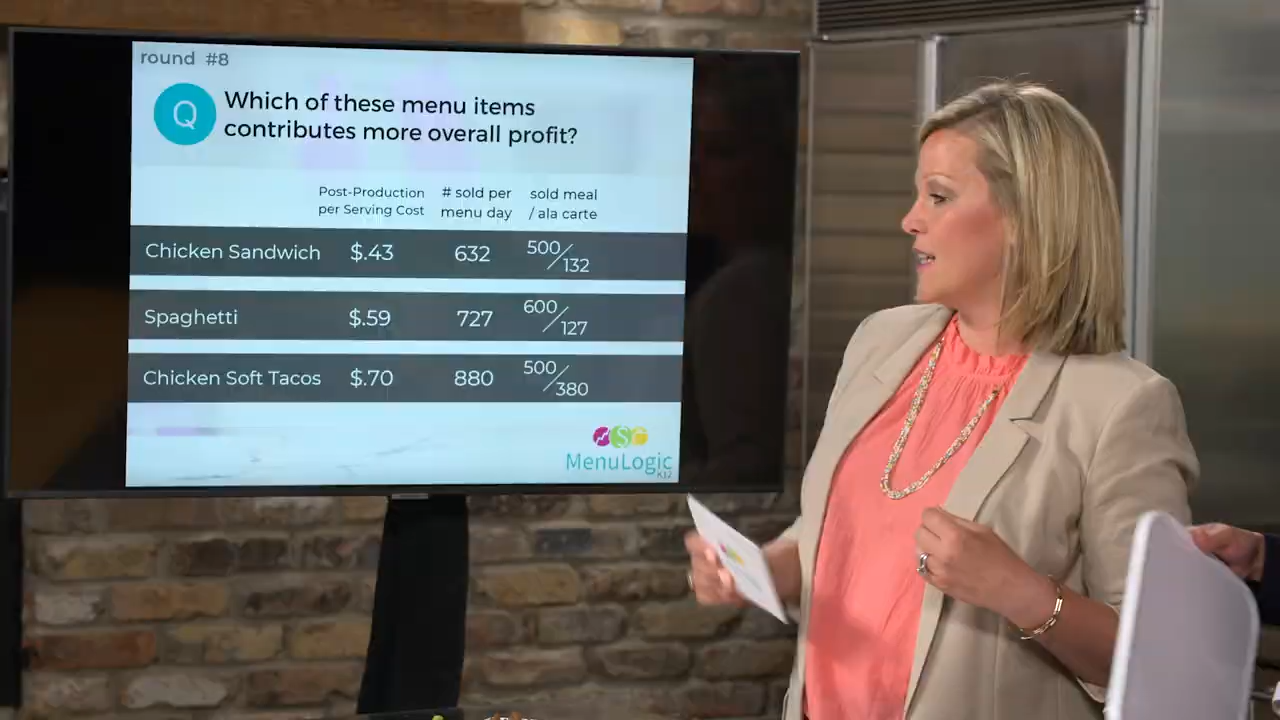 round #8
Q
Which of these menu items
contributes more overall profit?
Post-Production # sold per sold meal
per Serving Cost menu day / ala carte
Chicken Sandwich $.43 632 500/132
Spaghetti $.59 727 600/127
Chicken Soft Tacos $.70 880 500/380
$
MenuLogic
K12